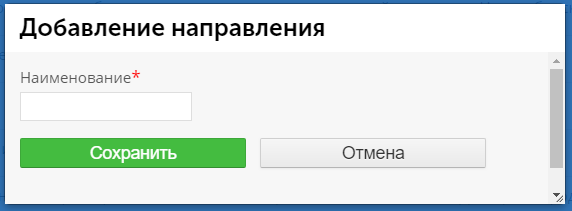 Добавление направления
Наименование*
Сохранить
Отмена